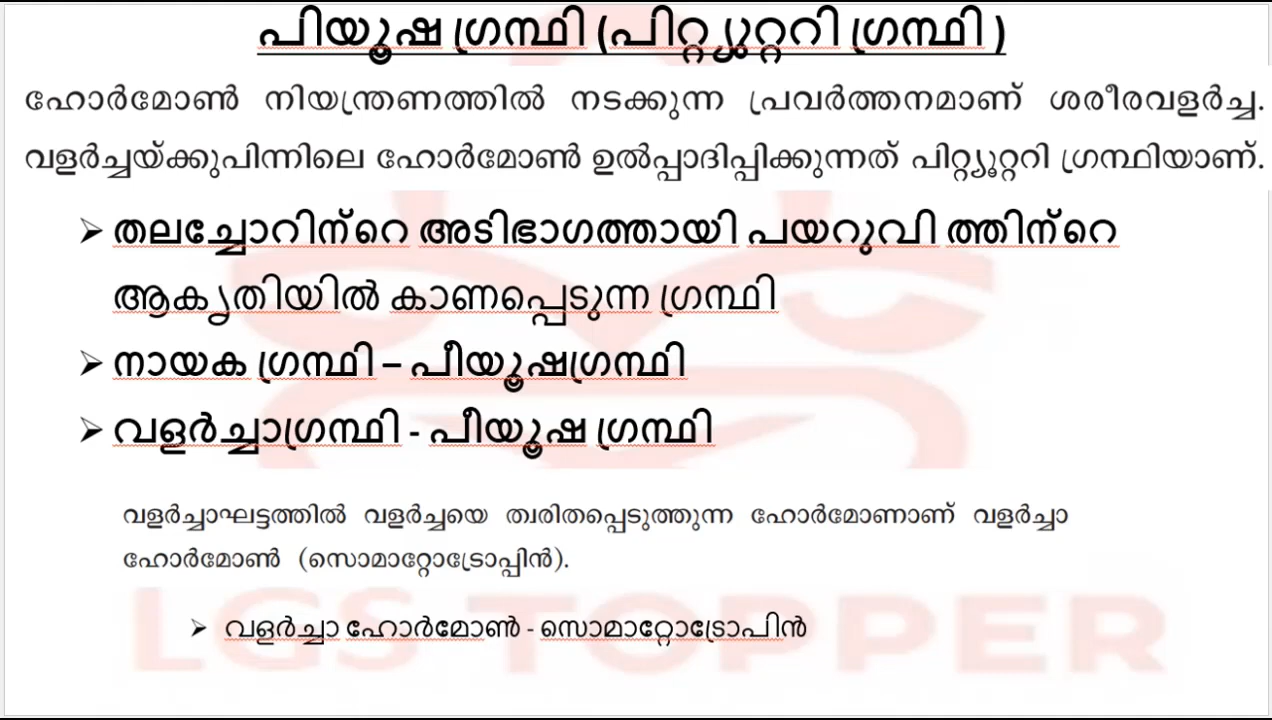 പിയൂഷ ഗ്രന്ഥി (പിറ്റ്യുറ്ററി ഗ്രന്ഥി )
ഹോർമോൺ നിയന്ത്രണത്തിൽ നടക്കുന്ന പ്രവർത്തനമാണ് ശരീരവളർച്ച.
വളർച്ചയ്ക്കുപിന്നിലെ ഹോർമോൺ ഉൽപ്പാദിപ്പിക്കുന്നത് പിറ്റ്യൂറ്ററി ഗ്രന്ഥിയാണ്.
➢ തലച്ചോറിന്റെ അടിഭാഗത്തായി പയറുവി ത്തിന്റെ
ആകൃതിയിൽ കാണപ്പെടുന്ന ഗ്രന്ഥി
➢ നായക ഗ്രന്ഥി – പീയൂഷഗ്രന്ഥി
➢ വളർച്ചാഗ്രന്ഥി - പീയൂഷ ഗ്രന്ഥി
വളർച്ചാഘട്ടത്തിൽ വളർച്ചയെ ത്വരിതപ്പെടുത്തുന്ന ഹോർമോണാണ് വളർച്ചാ
ഹോർമോൺ (സൊമാറ്റോട്രോപ്പിൻ).
➢ വളർച്ചാ ഹോർമോൺ - സൊമാറ്റോട്രോപിൻ
LGS TOPPER